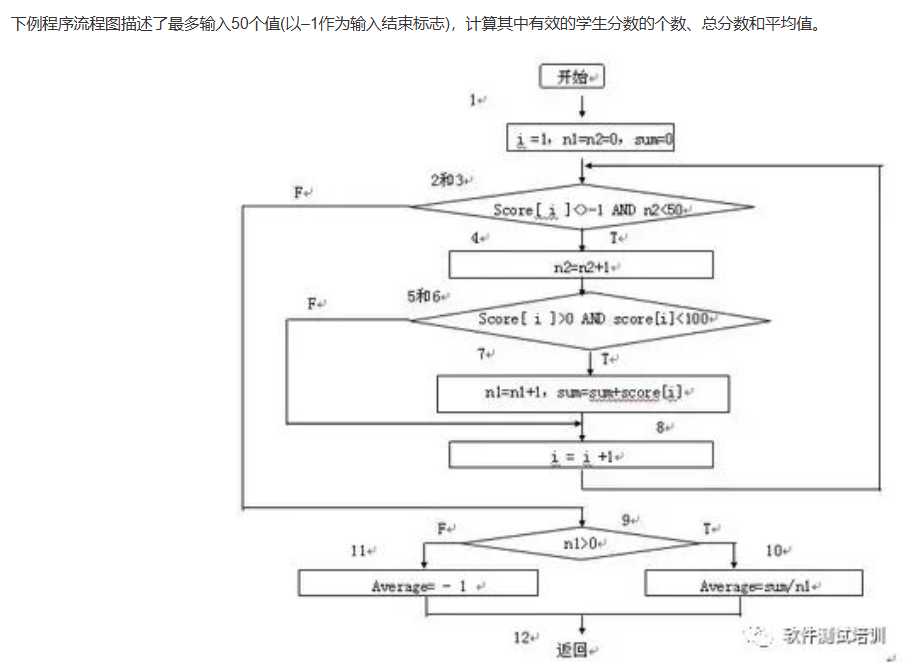 下例程序流程图描述了最多输入50个值(以–1作为输入结束标志)，计算其中有效的学生分数的个数、总分数和平均值。
开始
1
i =1, n1=n2=0, sum=0
2和3
F
Score[ i ]<>-1 AND n2<50
4
T
n2=n2+1
5和6
F
Score[ i ]>0 AND score[i]<100
7
T
n1=n1+1, sum=sum+score[i]
8
i = i +1
9
F
n1>0
T
11
10
Average= - 1
Average=sum/n1
12
返回
软件测试培训